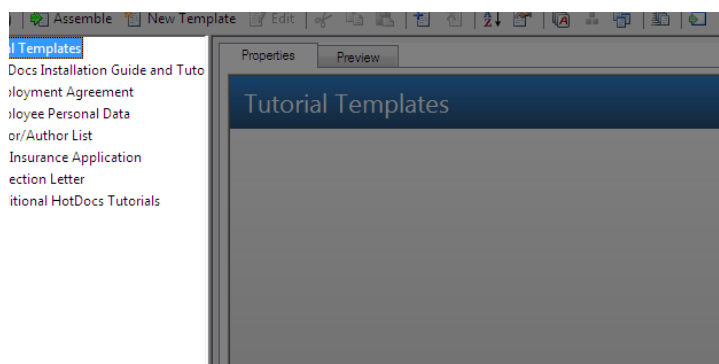 Assemble New Template Edit
l Templates
Docs Installation Guide and Tuto
ployment Agreement
ployee Personal Data
or/Author List
Insurance Application
ection Letter
itional HotDocs Tutorials
Properties Preview
Tutorial Templates